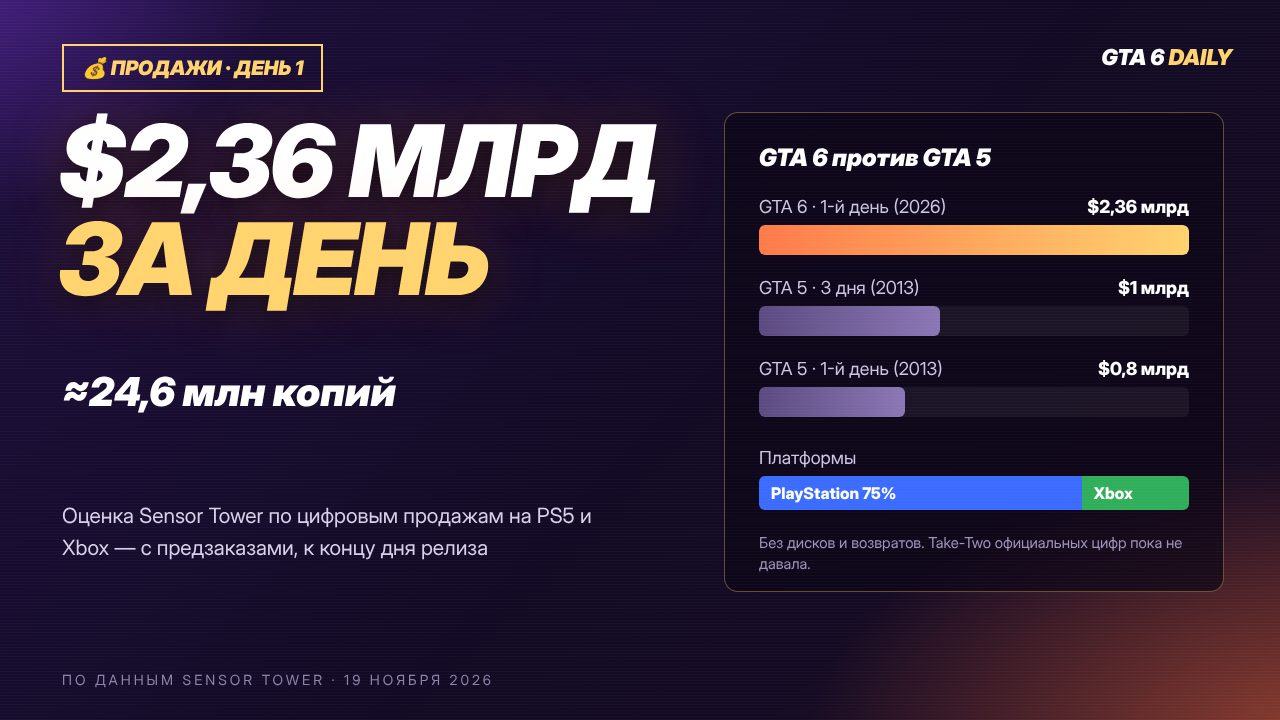 💰 ПРОДАЖИ · ДЕНЬ 1
GTA 6 DAILY
$2,36 МЛРД
ЗА ДЕНЬ
≈24,6 млн копий
Оценка Sensor Tower по цифровым продажам на PS5 и
Xbox — с предзаказами, к концу дня релиза
GTA 6 против GTA 5
GTA 6 · 1-й день (2026) $2,36 млрд
GTA 5 · 3 дня (2013) $1 млрд
GTA 5 · 1-й день (2013) $0,8 млрд
Платформы
PlayStation 75% Xbox
Без дисков и возвратов. Take-Two официальных цифр пока не
давала.
ПО ДАННЫМ SENSOR TOWER · 19 НОЯБРЯ 2026